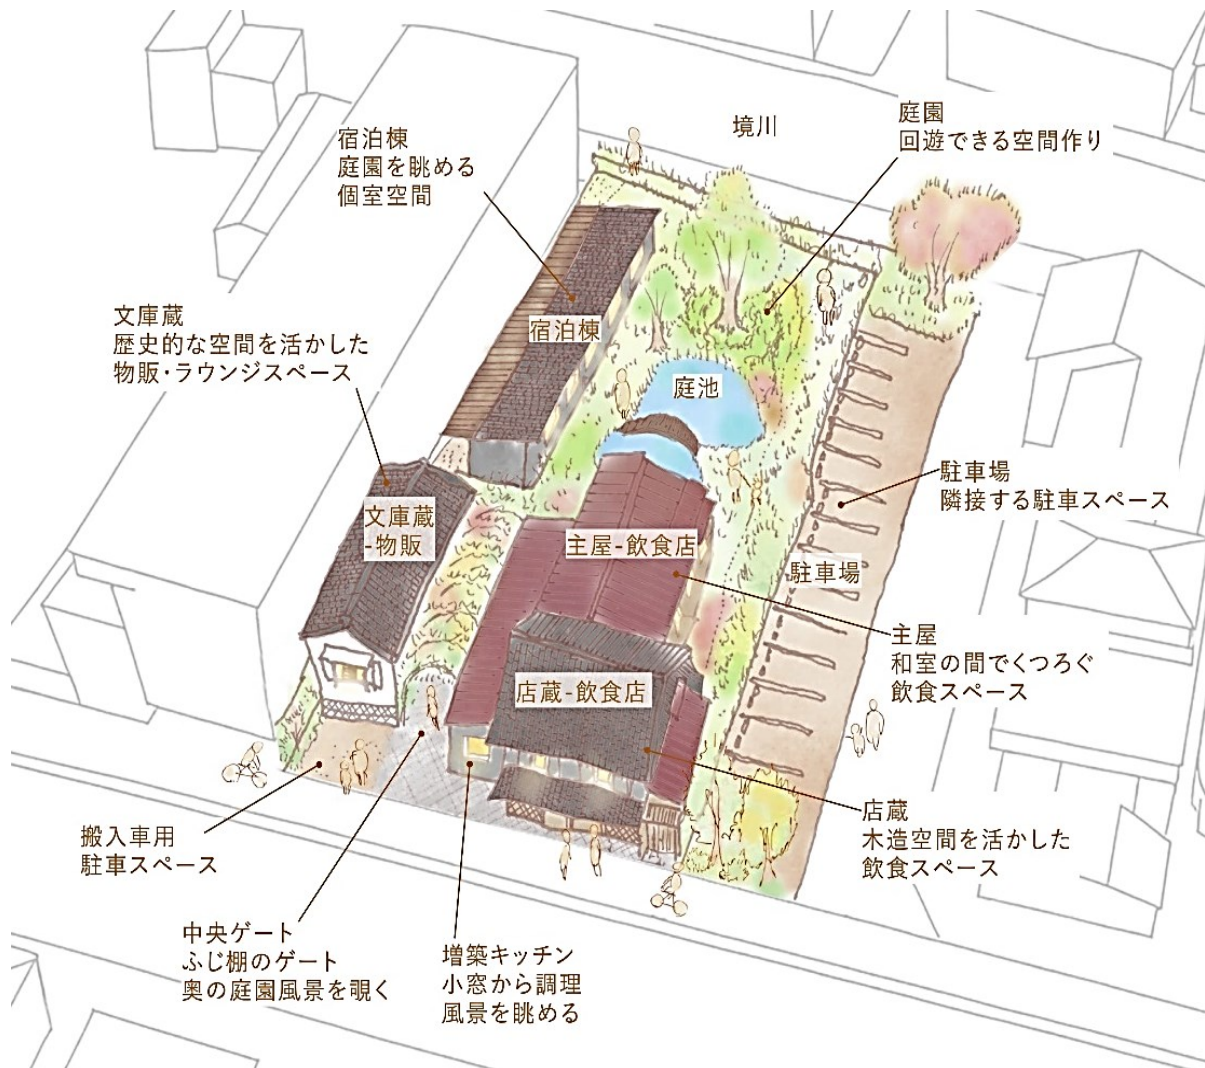 境川
庭園
回遊できる空間作り
宿泊棟
庭園を眺める
個室空間
文庫蔵
歴史的な空間を活かした
物販・ラウンジスペース
宿泊棟
庭池
文庫蔵
-物販
主屋-飲食店
駐車場
隣接する駐車スペース
駐車場
主屋
和室の間でくつろぐ
飲食スペース
店蔵-飲食店
店蔵
木造空間を活かした
飲食スペース
搬入車用
駐車スペース
中央ゲート
ふじ棚のゲート
奥の庭園風景を覗く
増築キッチン
小窓から調理
風景を眺める